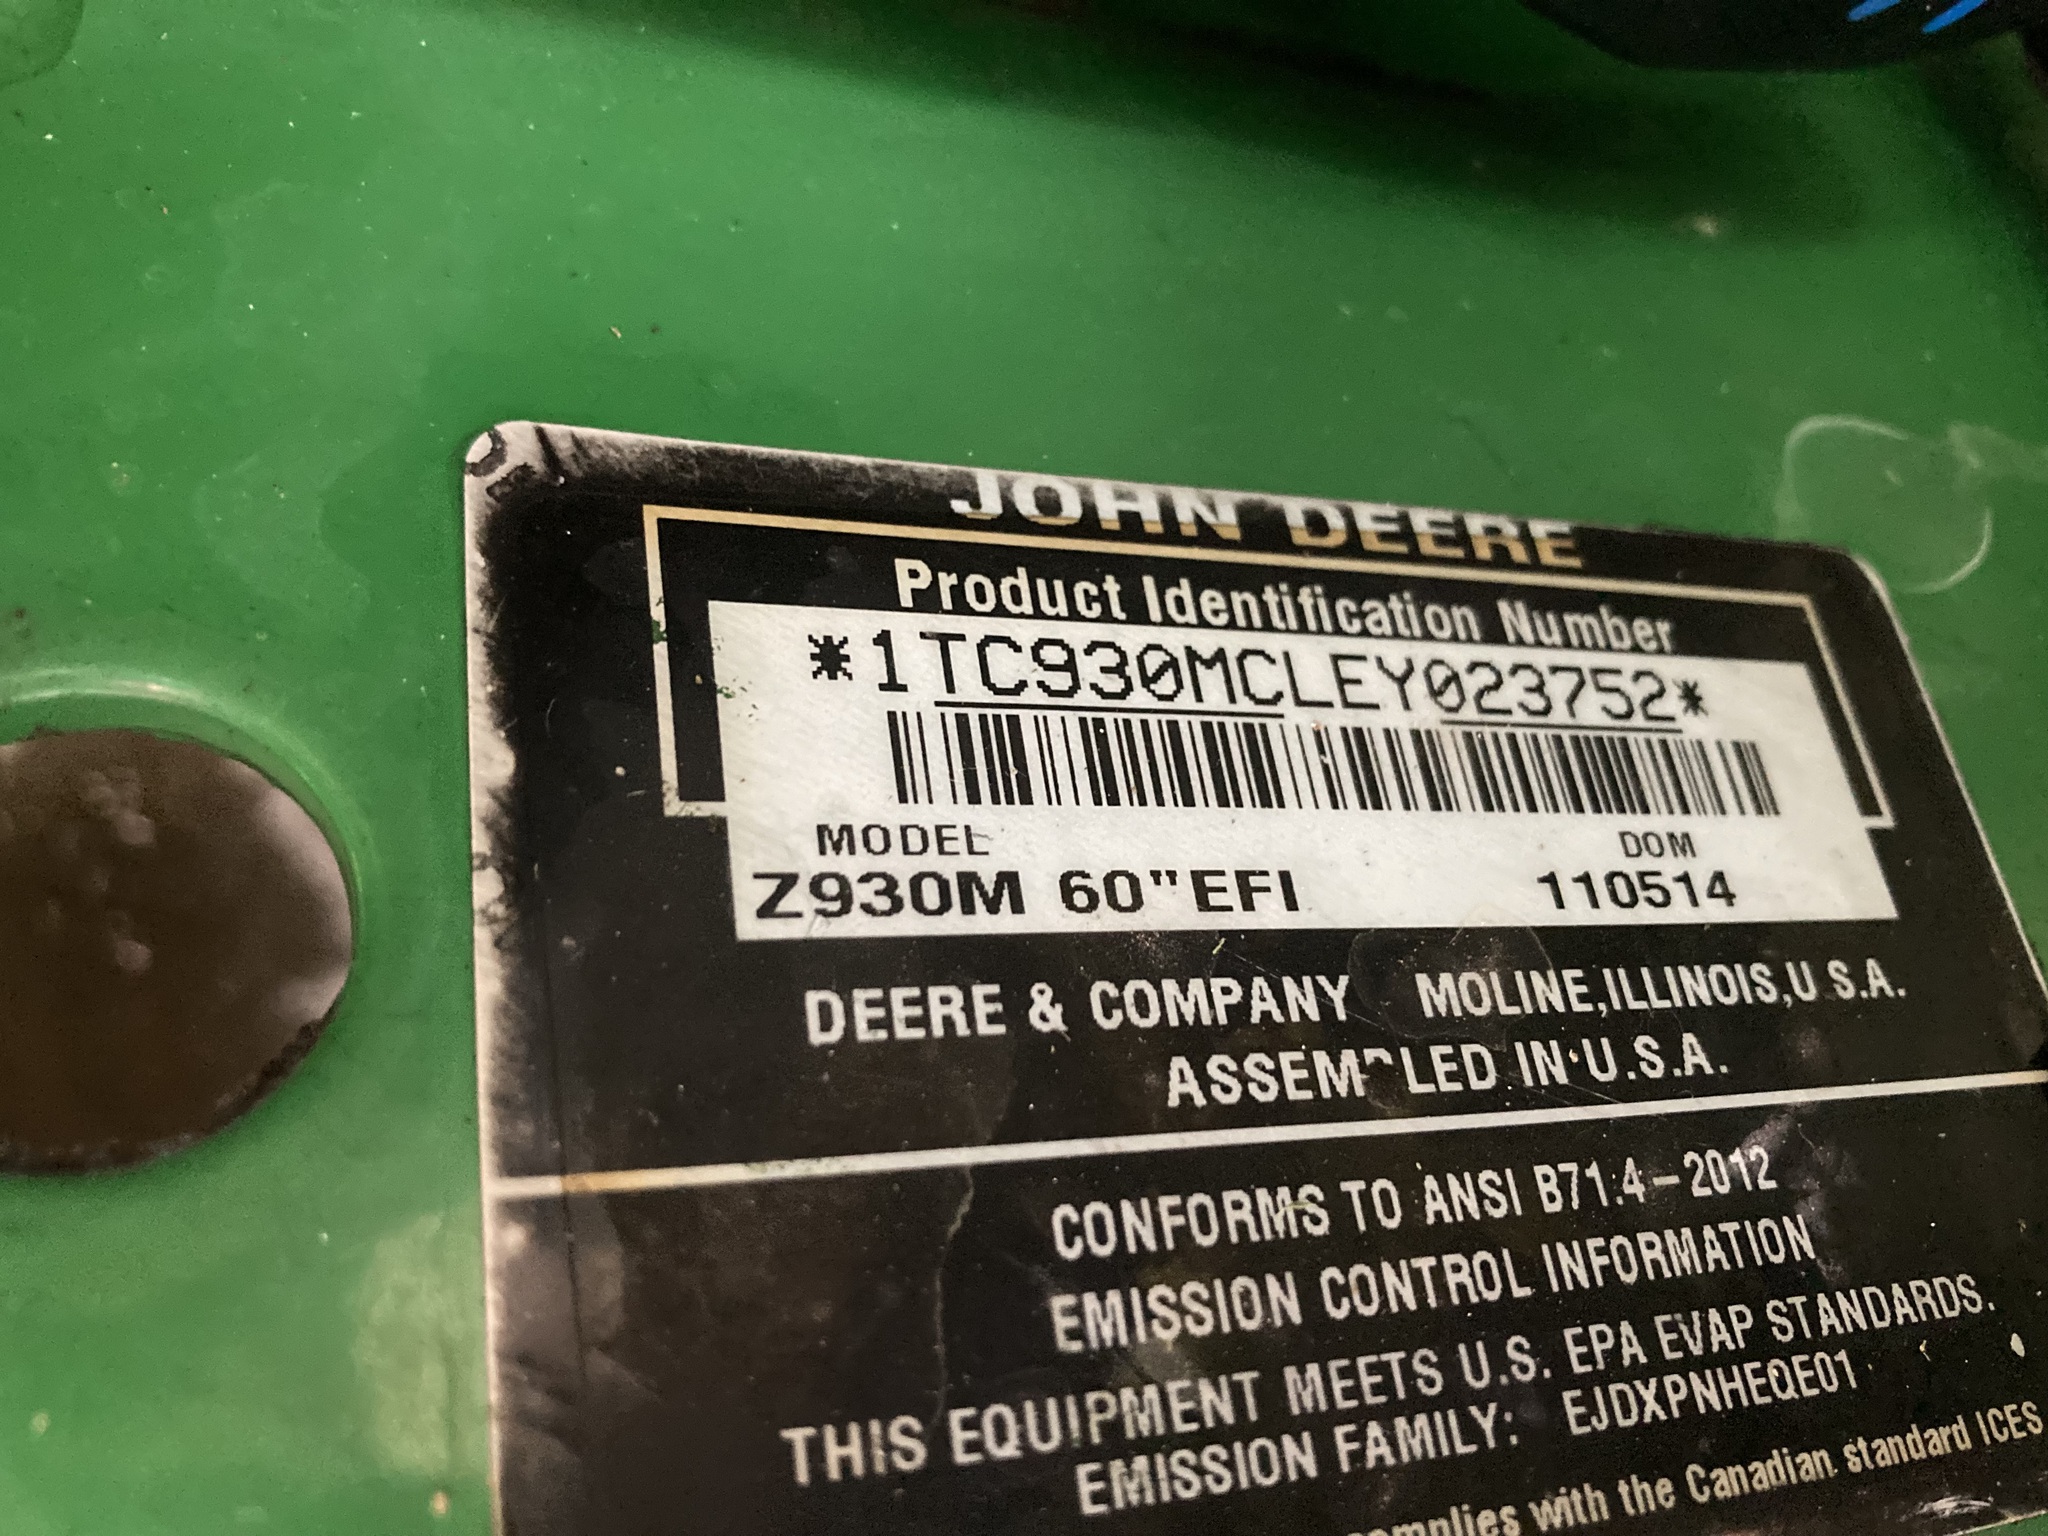 JOHN DEERE
Product Identification Number
*1TC930MCLEY023752*
MODEL DOM
Z930M 60"EFI 110514
DEERE & COMPANY MOLINE,ILLINOIS,U S.A.
ASSEMBLED IN U.S.A.
CONFORMS TO ANSI B71.4-2012
EMISSION CONTROL INFORMATION
THIS EQUIPMENT MEETS U.S. EPA EVAP STANDARDS.
EMISSION FAMILY: EJDXPNHEQE01
complies with the Canadian standard ICES